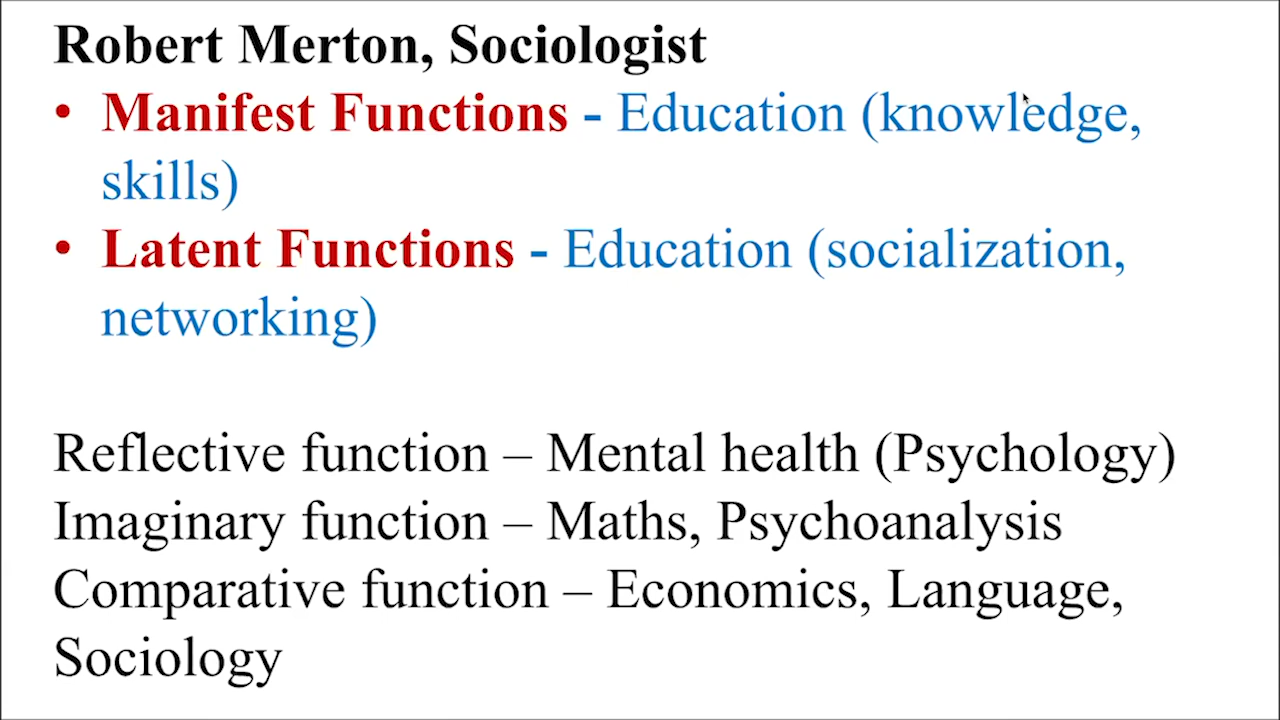 Robert Merton, Sociologist
• Manifest Functions - Education (knowledge,
skills)
• Latent Functions - Education (socialization,
networking)
Reflective function – Mental health (Psychology)
Imaginary function – Maths, Psychoanalysis
Comparative function – Economics, Language,
Sociology